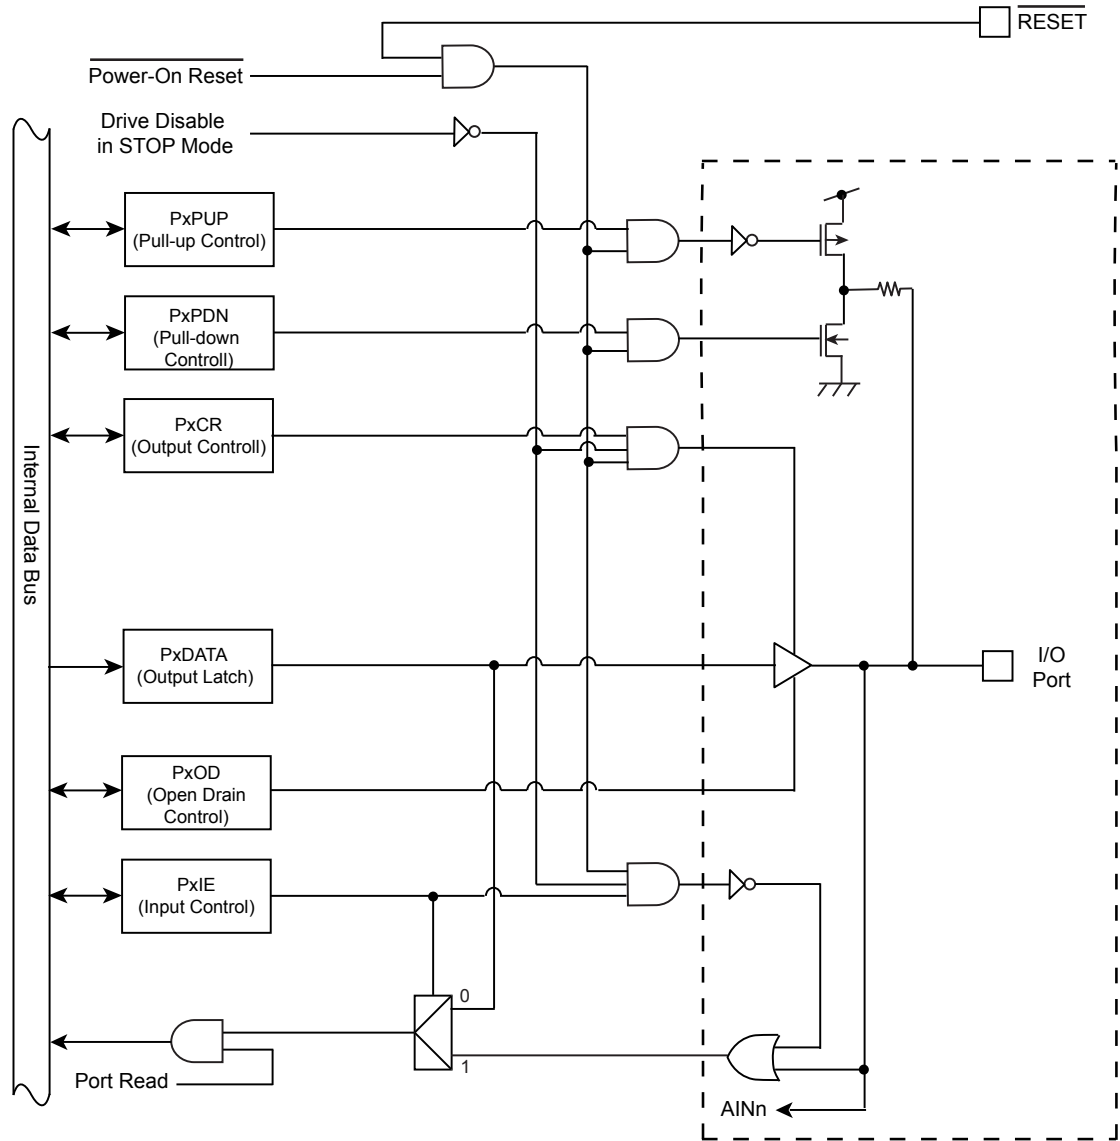 RESET
Power-On Reset
Drive Disable
in STOP Mode
PxPUP
(Pull-up Control)
PxPDN
(Pull-down
Controll)
PxCR
(Output Controll)
Internal Data Bus
PxDATA
(Output Latch)
I/O
Port
PxOD
(Open Drain
Control)
PxIE
(Input Control)
0
1
Port Read
AINn